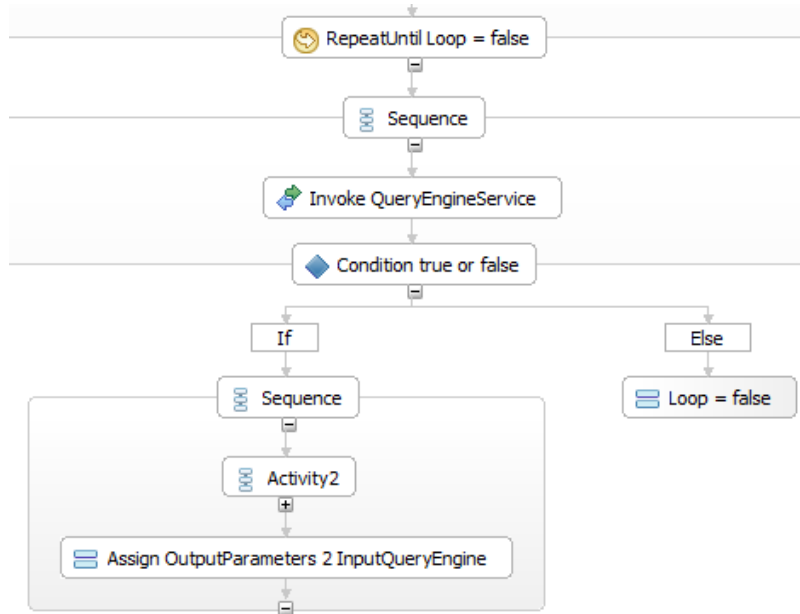 RepeatUntil Loop = false
Sequence
Invoke QueryEngineService
Condition true or false
If
Else
Sequence
Loop = false
Activity2
Assign OutputParameters 2 InputQueryEngine